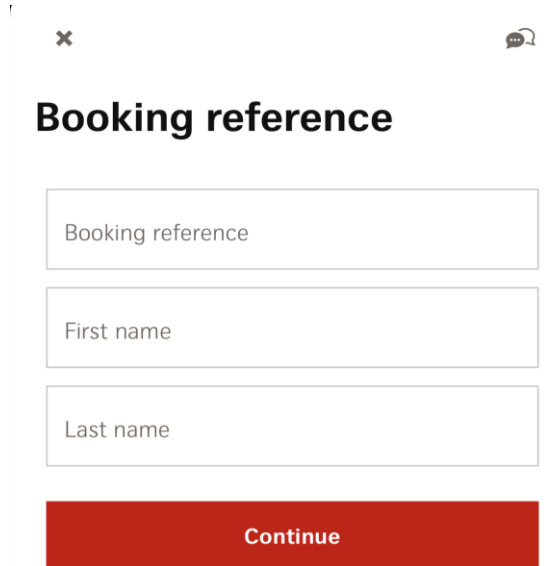 Booking reference
Booking reference
First name
Last name
Continue